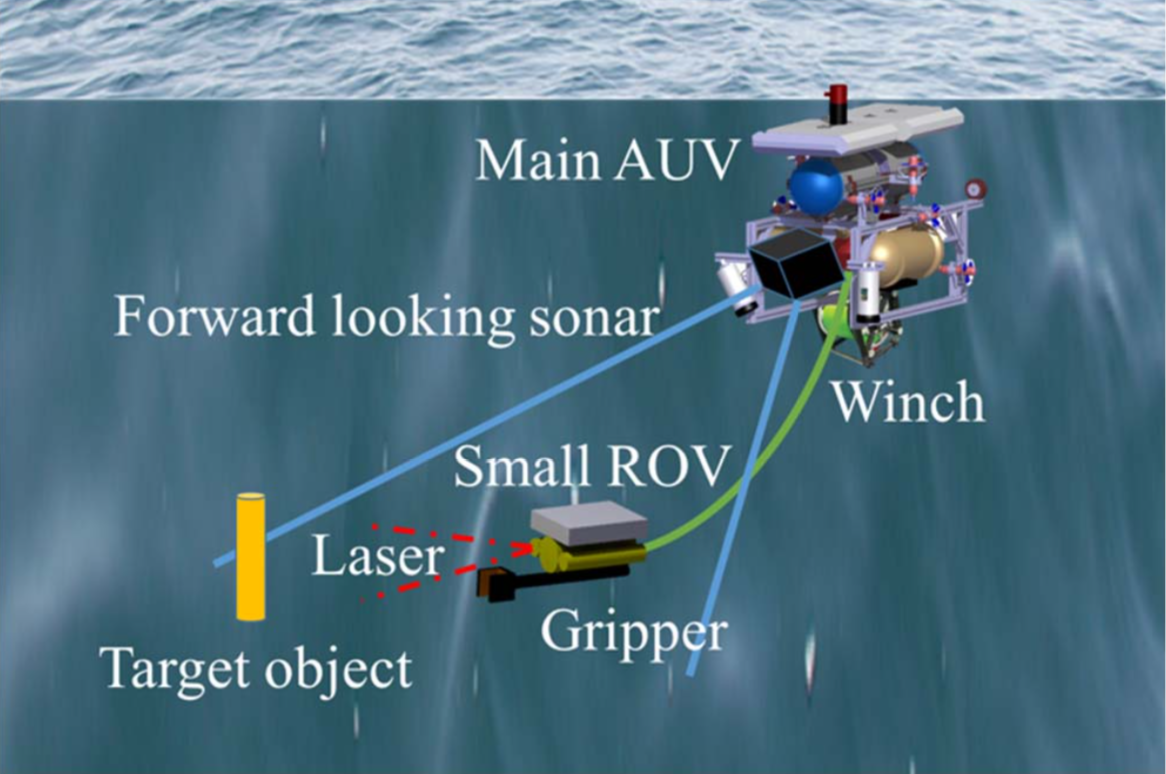 Main AUV
Forward looking sonar
Winch
Small ROV
Laser
Gripper
Target object